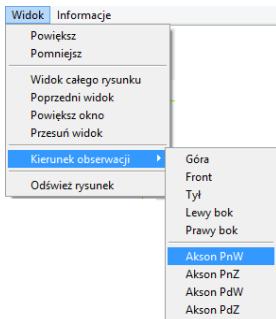 Widok Informacje
Powiększ
Pomniejsz
Widok całego rysunku
Poprzedni widok
Powiększ okno
Przesuń widok
Kierunek obserwacji
Odśwież rysunek
Góra
Front
Tył
Lewy bok
Prawy bok
Akson PnW
Akson PnZ
Akson PdW
Akson PdZ